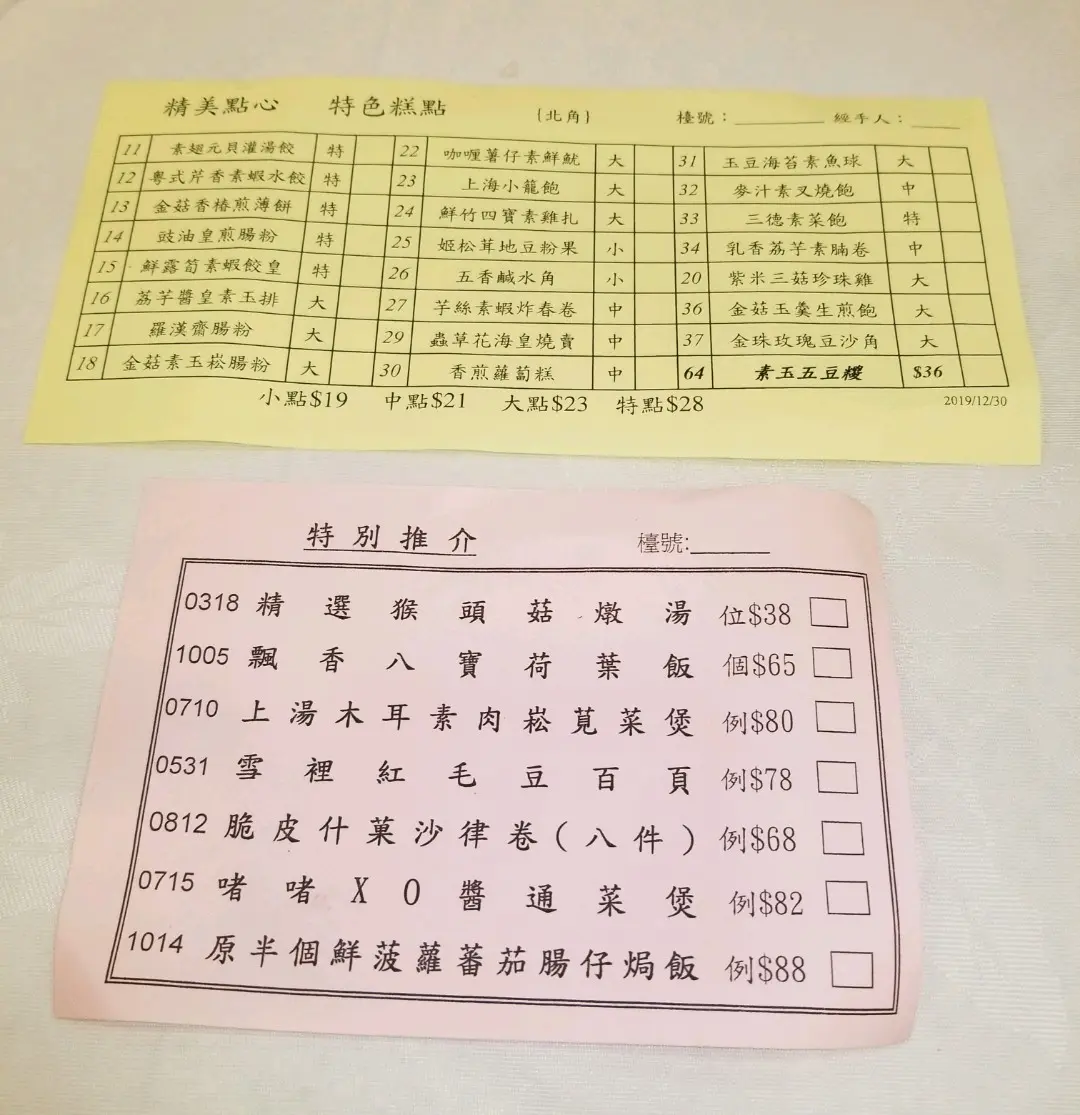 精美點心 特色糕點 {北角} 檯號：________ 經手人：_____
11 素翅元貝灌湯餃 特 22 咖喱薯仔素鮮魷 大 31 玉豆海苔素魚球 大
12 粵式芹香素蝦水餃 特 23 上海小籠飽 大 32 麥汁素叉燒飽 中
13 金菇香椿煎薄餅 特 24 鮮竹四寶素雞扎 大 33 三德素菜飽 特
14 豉油皇煎腸粉 特 25 姬松茸地豆粉果 小 34 乳香荔芋素腩卷 中
15 鮮露筍素蝦餃皇 特 26 五香鹹水角 小 20 紫米三菇珍珠雞 大
16 荔芋醬皇素玉排 大 27 芋絲素蝦炸春卷 中 36 金菇玉羹生煎飽 大
17 羅漢齋腸粉 大 29 蟲草花海皇燒賣 中 37 金珠玫瑰豆沙角 大
18 金菇素玉崧腸粉 大 30 香煎蘿蔔糕 中 64 素玉五豆糉 $36
小點$19 中點$21 大點$23 特點$28 2019/12/30
特別推介 檯號:______
0318 精選猴頭菇燉湯 位$38
1005 飄香八寶荷葉飯 個$65
0710 上湯木耳素肉崧莧菜煲 例$80
0531 雪裡紅毛豆百頁 例$78
0812 脆皮什菓沙律卷(八件) 例$68
0715 啫啫XO醬通菜煲 例$82
1014 原半個鮮菠蘿蕃茄腸仔焗飯 例$88